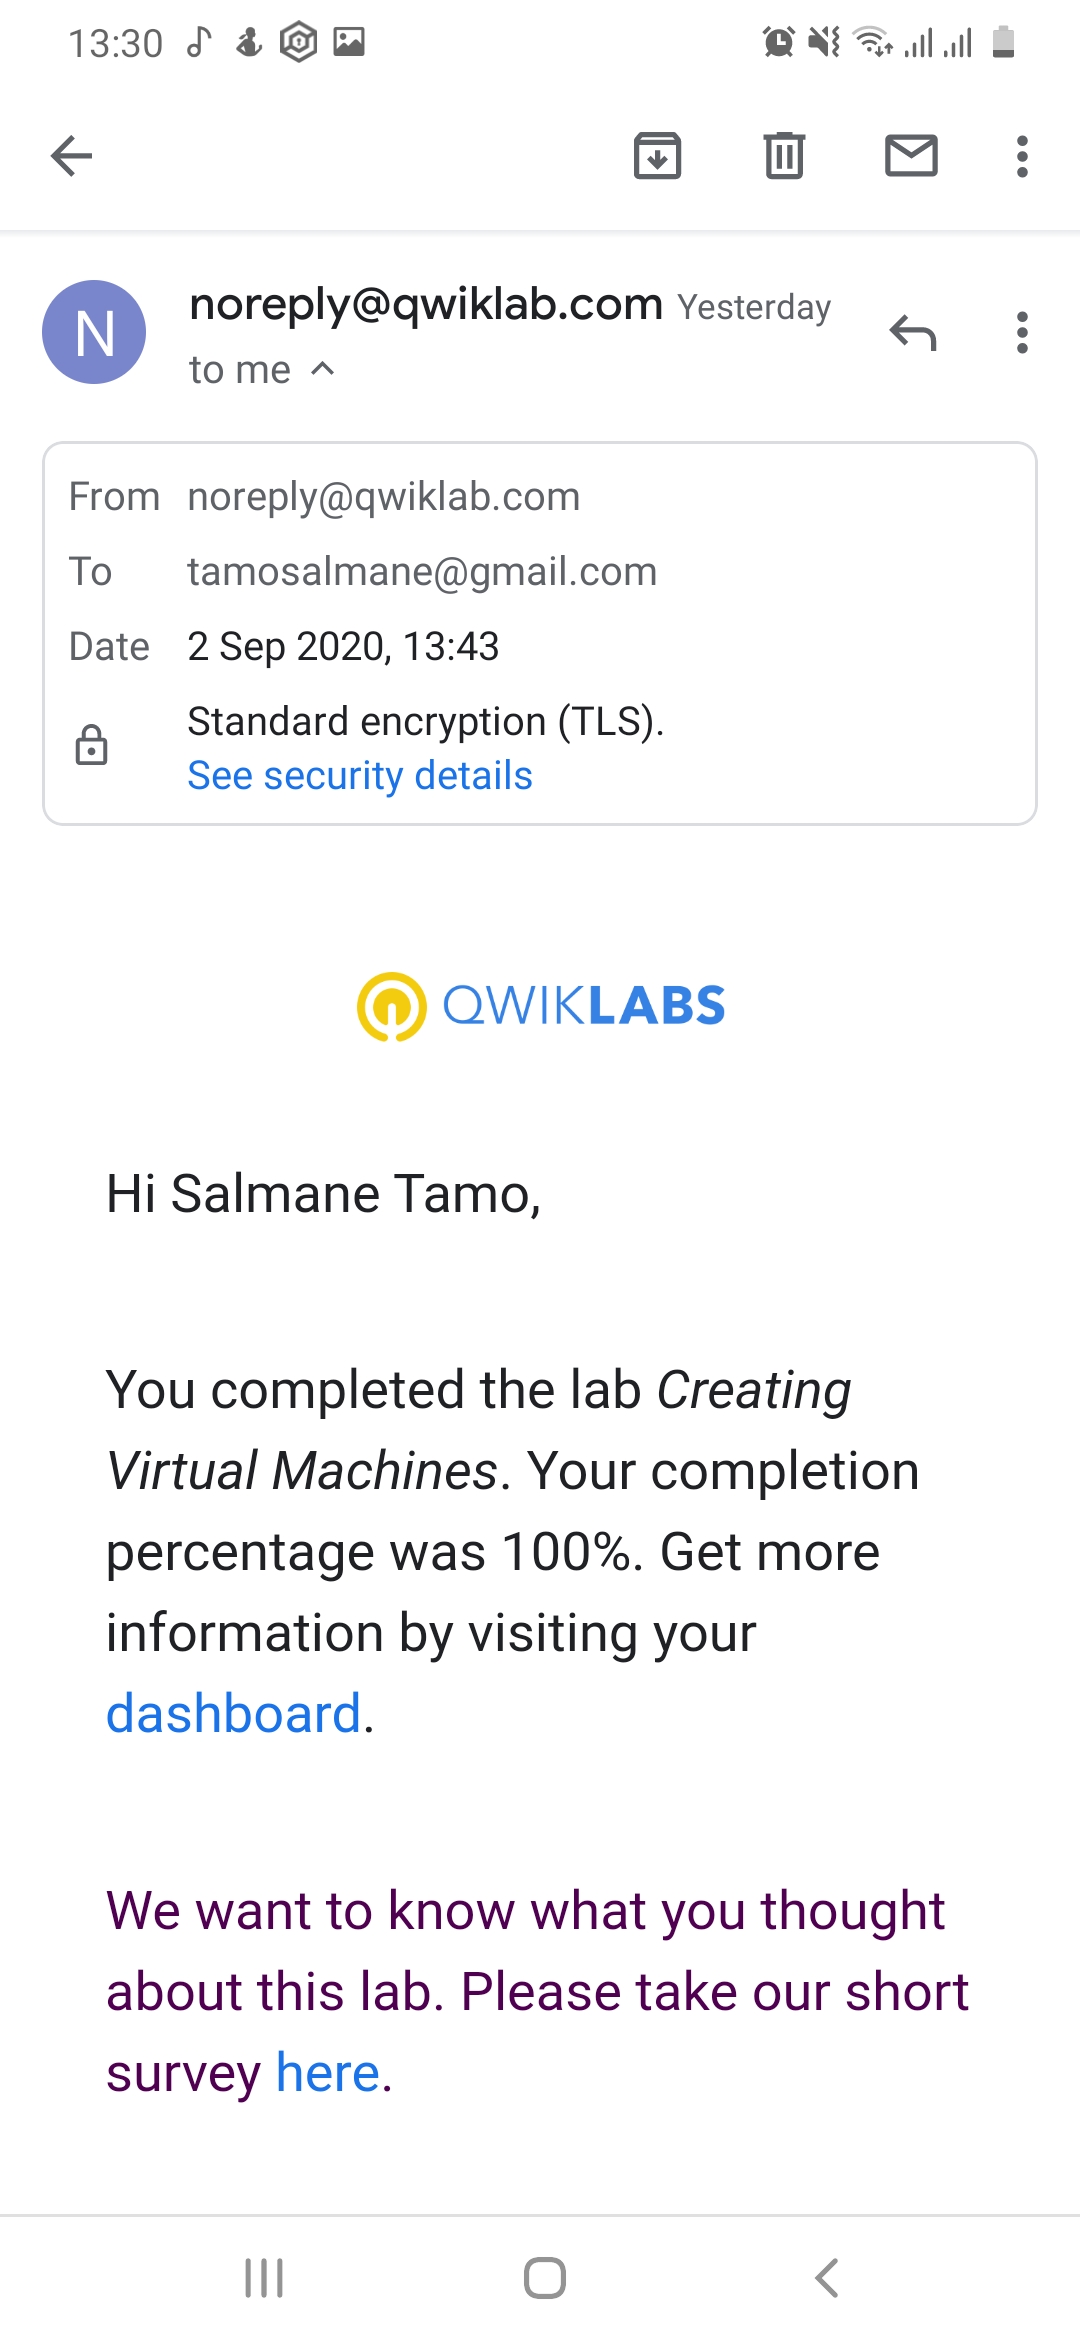 13:30
N
noreply@qwiklab.com Yesterday
to me
From noreply@qwiklab.com
To tamosalmane@gmail.com
Date 2 Sep 2020, 13:43
Standard encryption (TLS).
See security details
QWIKLABS
Hi Salmane Tamo,
You completed the lab Creating
Virtual Machines. Your completion
percentage was 100%. Get more
information by visiting your
dashboard.
We want to know what you thought
about this lab. Please take our short
survey here.